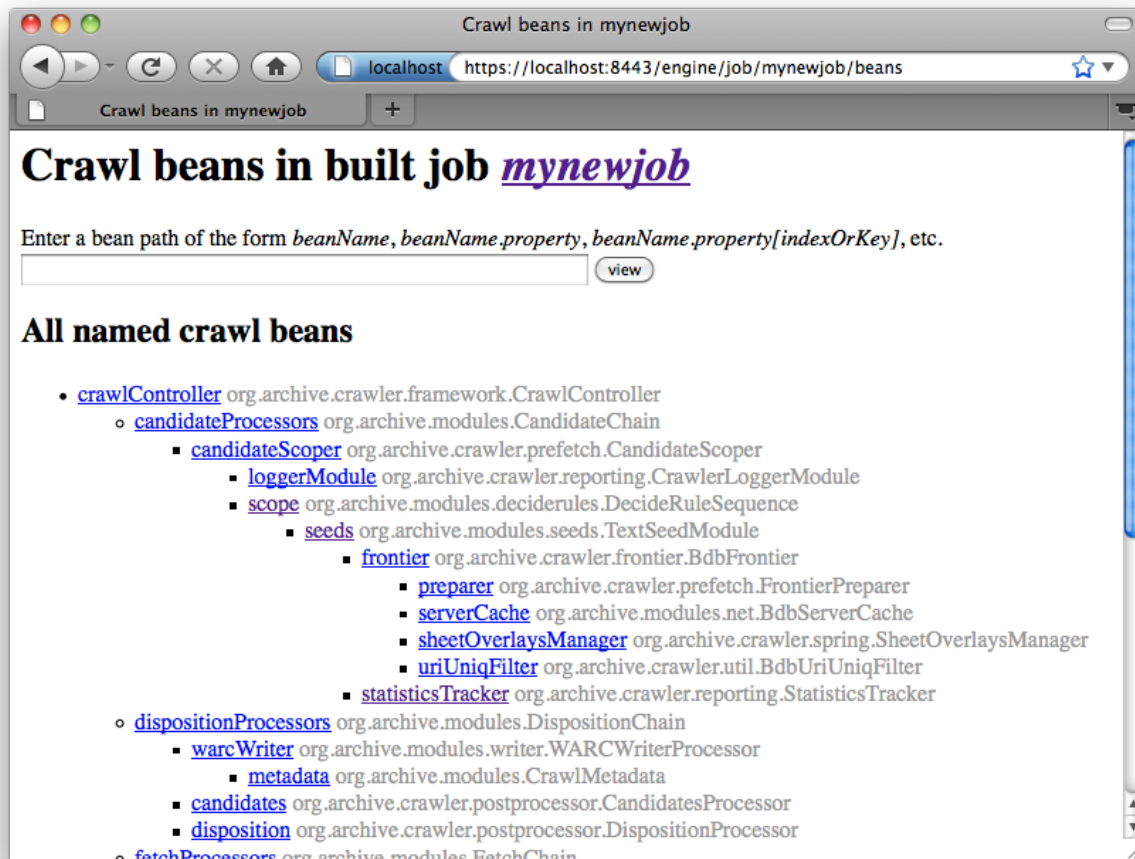 Crawl beans in mynewjob
localhost https://localhost:8443/engine/job/mynewjob/beans
Crawl beans in mynewjob +
Crawl beans in built job mynewjob
Enter a bean path of the form beanName, beanName.property, beanName.property[indexOrKey], etc.
view
All named crawl beans
crawlController org.archive.crawler.framework.CrawlController
candidateProcessors org.archive.modules.CandidateChain
candidateScoper org.archive.crawler.prefetch.CandidateScoper
loggerModule org.archive.crawler.reporting.CrawlerLoggerModule
scope org.archive.modules.deciderules.DecideRuleSequence
seeds org.archive.modules.seeds.TextSeedModule
frontier org.archive.crawler.frontier.BdbFrontier
preparer org.archive.crawler.prefetch.FrontierPreparer
serverCache org.archive.modules.net.BdbServerCache
sheetOverlaysManager org.archive.crawler.spring.SheetOverlaysManager
uriUniqFilter org.archive.crawler.util.BdbUriUniqFilter
statisticsTracker org.archive.crawler.reporting.StatisticsTracker
dispositionProcessors org.archive.modules.DispositionChain
warcWriter org.archive.modules.writer.WARCWriterProcessor
metadata org.archive.modules.CrawlMetadata
candidates org.archive.crawler.postprocessor.CandidatesProcessor
disposition org.archive.crawler.postprocessor.DispositionProcessor
fetchProcessors org.archive.modules.FetchChain